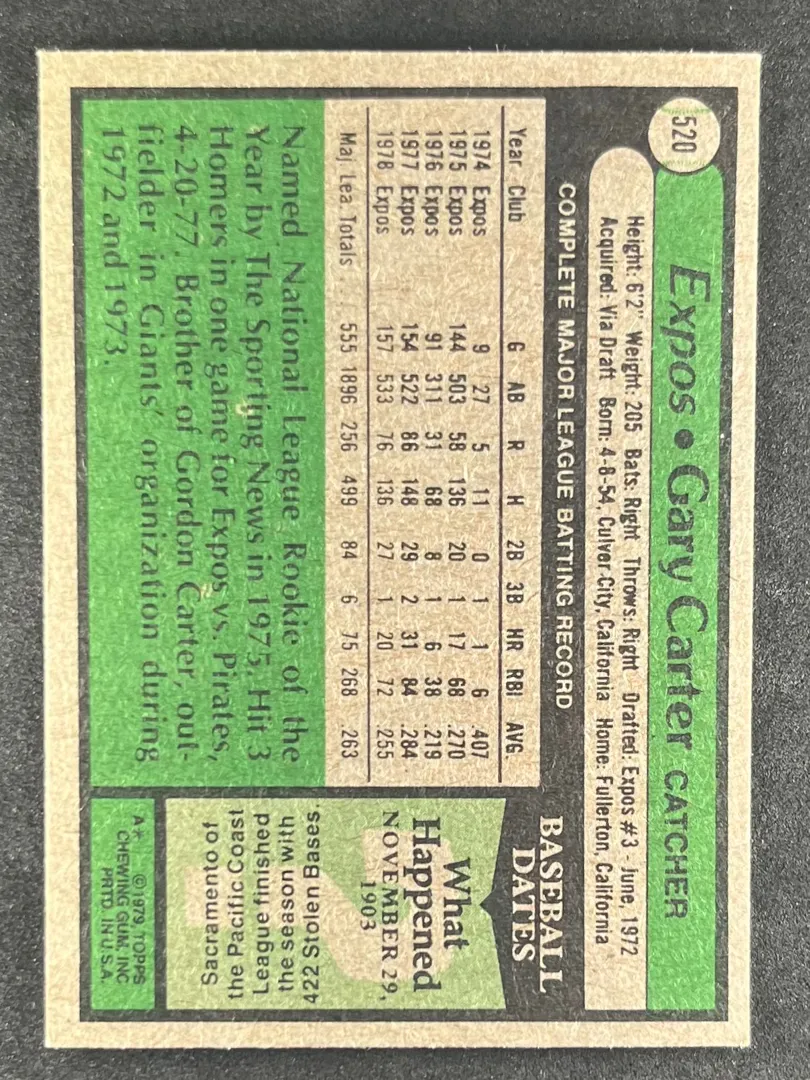 520
Expos • Gary Carter CATCHER
Height: 6'2" Weight: 205 Bats: Right Throws: Right Drafted: Expos #3 - June, 1972
Acquired: Via Draft Born: 4-8-54, Culver City, California Home: Fullerton, California
COMPLETE MAJOR LEAGUE BATTING RECORD
Year Club G AB R H 2B 3B HR RBI AVG.
1974 Expos 9 27 5 11 0 1 1 6 .407
1975 Expos 144 503 58 136 20 1 17 68 .270
1976 Expos 91 311 31 68 8 1 6 38 .219
1977 Expos 154 522 86 148 29 2 31 84 .284
1978 Expos 157 533 76 136 27 1 20 72 .255
Maj. Lea. Totals 555 1896 256 499 84 6 75 268 .263
Named National League Rookie of the
Year by The Sporting News in 1975. Hit 3
Homers in one game for Expos vs. Pirates,
4-20-77. Brother of Gordon Carter, out-
fielder in Giants' organization during
1972 and 1973.
BASEBALL
DATES
What
Happened
NOVEMBER 29,
1903
Sacramento of
the Pacific Coast
League finished
the season with
422 Stolen Bases.
A* ©1979, TOPPS
CHEWING GUM, INC
PRTD. IN U.S.A.